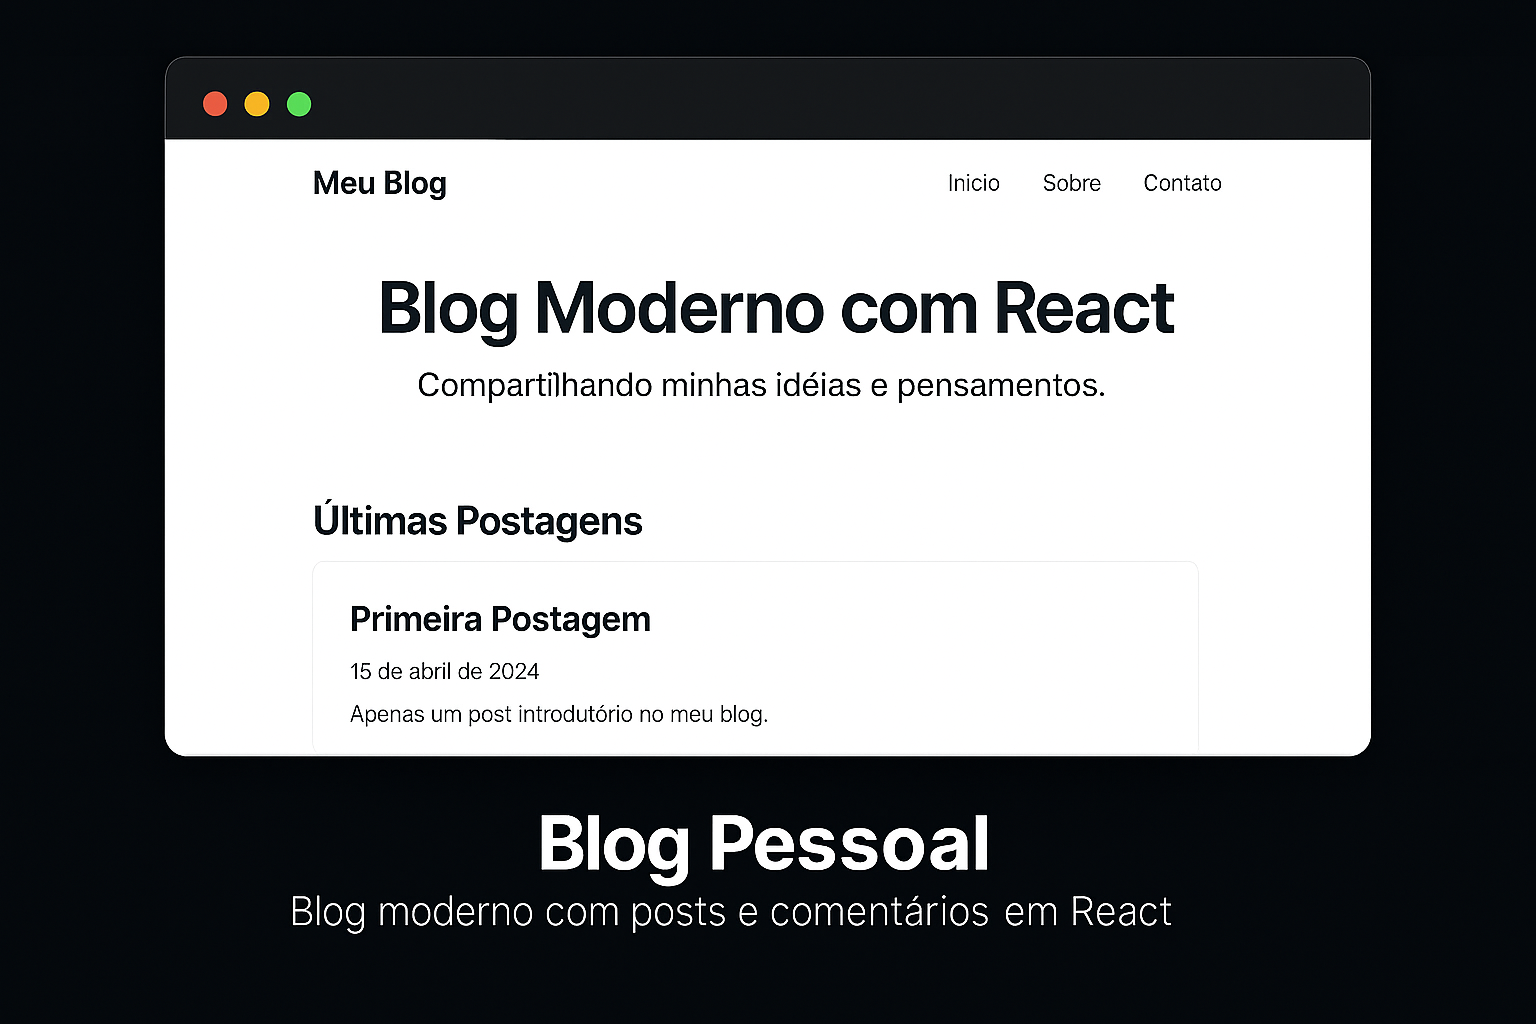 Meu Blog
Inicio Sobre Contato
Blog Moderno com React
Compartilhando minhas idéias e pensamentos.
Últimas Postagens
Primeira Postagem
15 de abril de 2024
Apenas um post introdutório no meu blog.
Blog Pessoal
Blog moderno com posts e comentários em React